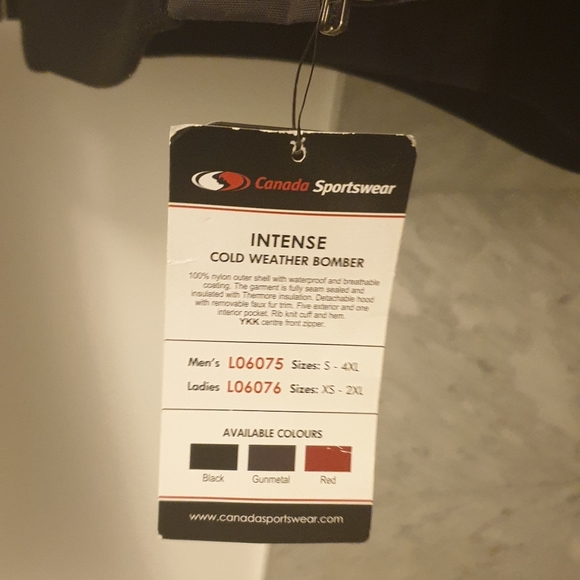 Canada Sportswear
INTENSE
COLD WEATHER BOMBER
100% nylon outer shell with waterproof and breathable
coating. The garment is fully seam sealed and
insulated with Thermore insulation. Detachable hood
with removable faux fur trim. Five exterior and one
interior pocket. Rib knit cuff and hem.
YKK centre front zipper.
Men's L06075 Sizes: S - 4XL
Ladies L06076 Sizes: XS - 2XL
AVAILABLE COLOURS
Black Gunmetal Red
www.canadasportswear.com